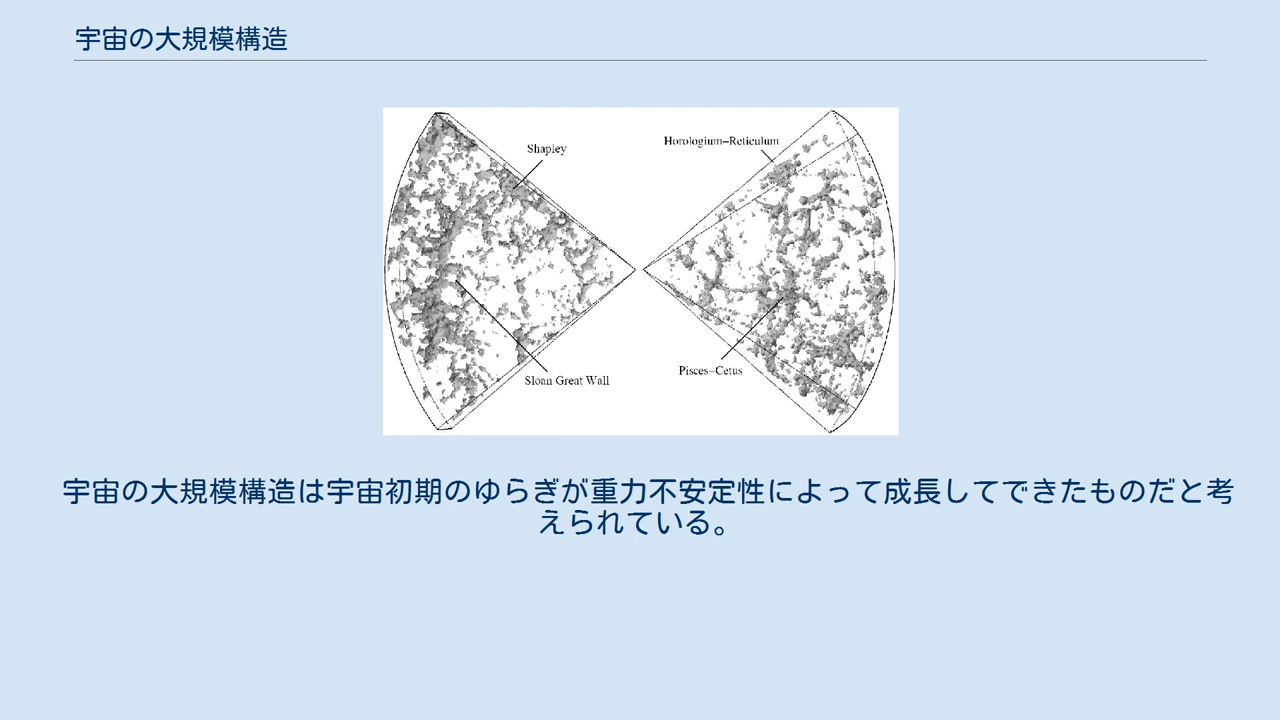 宇宙の大規模構造
Shapley
Horologium−Reticulum
Sloan Great Wall
Pisces−Cetus
宇宙の大規模構造は宇宙初期のゆらぎが重力不安定性によって成長してできたものだと考
えられている。